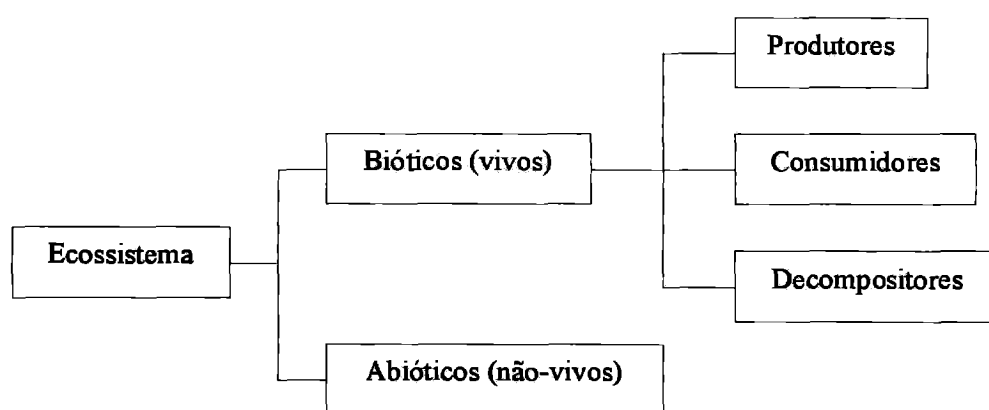 Ecossistema
Bióticos (vivos)
Abióticos (não-vivos)
Produtores
Consumidores
Decompositores